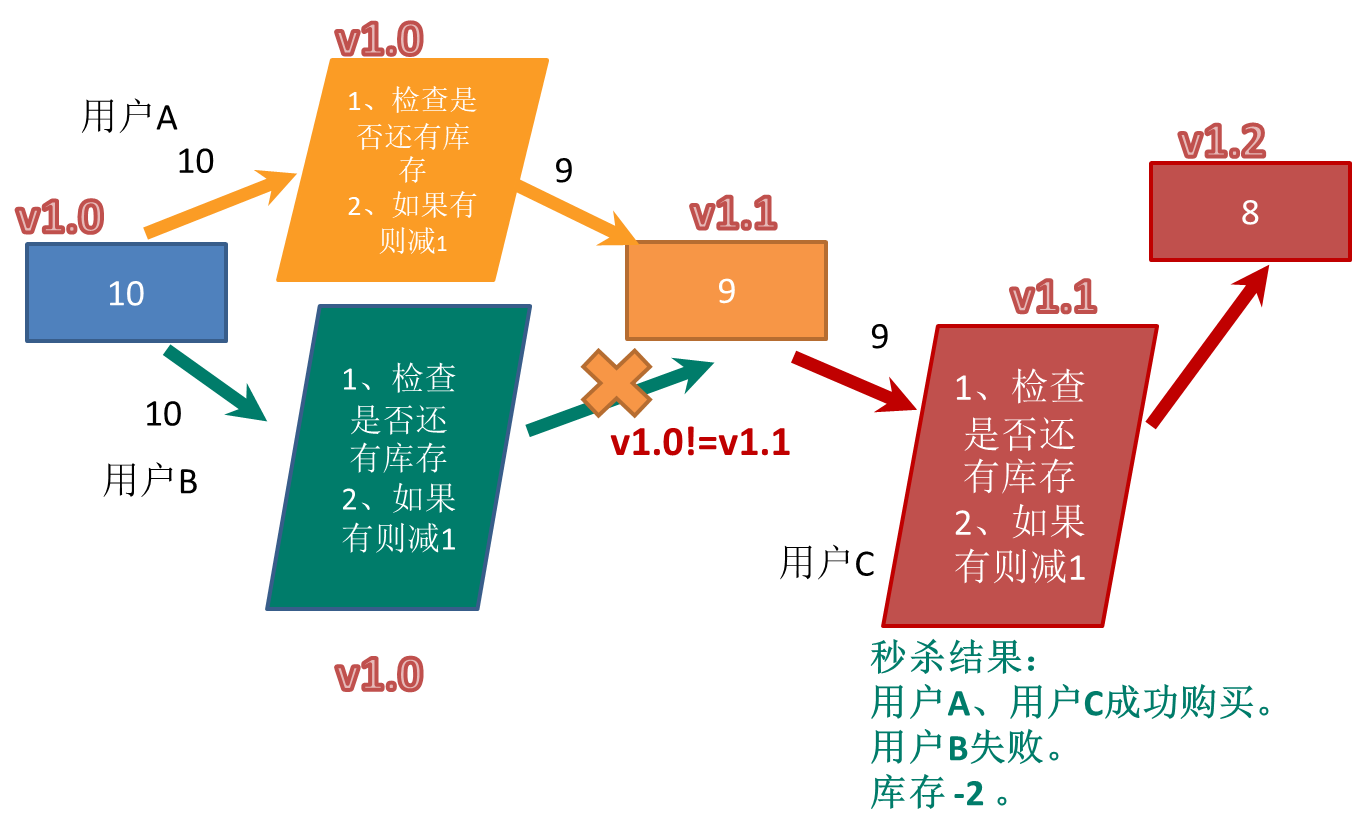 v1.0
用户A
10
1、检查是
否还有库
存
2、如果有
则减1
9
v1.0
10
10
用户B
1、检查
是否还
有库存
2、如果
有则减1
v1.0
v1.1
9
v1.0!=v1.1
9
用户C
v1.1
1、检查
是否还
有库存
2、如果
有则减1
v1.2
8
秒杀结果：
用户A、用户C成功购买。
用户B失败。
库存 -2 。